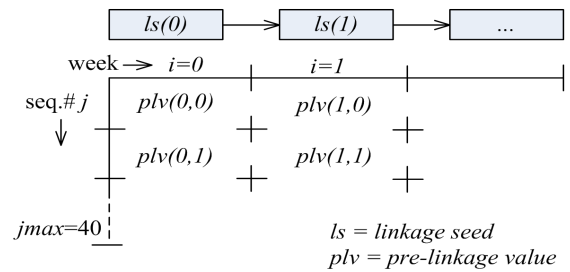 ls(0) ls(1) ...
week i=0 i=1
seq.# j plv(0,0) plv(1,0)
plv(0,1) plv(1,1)
jmax=40
ls = linkage seed
plv = pre-linkage value